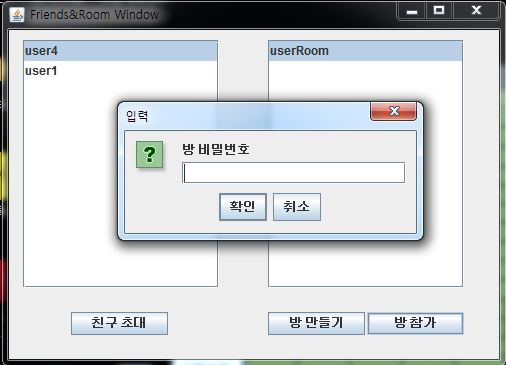 Friends&Room Window
user4
user1
userRoom
입력
?
방 비밀번호
확인 취소
친구 초대
방 만들기 방 참가